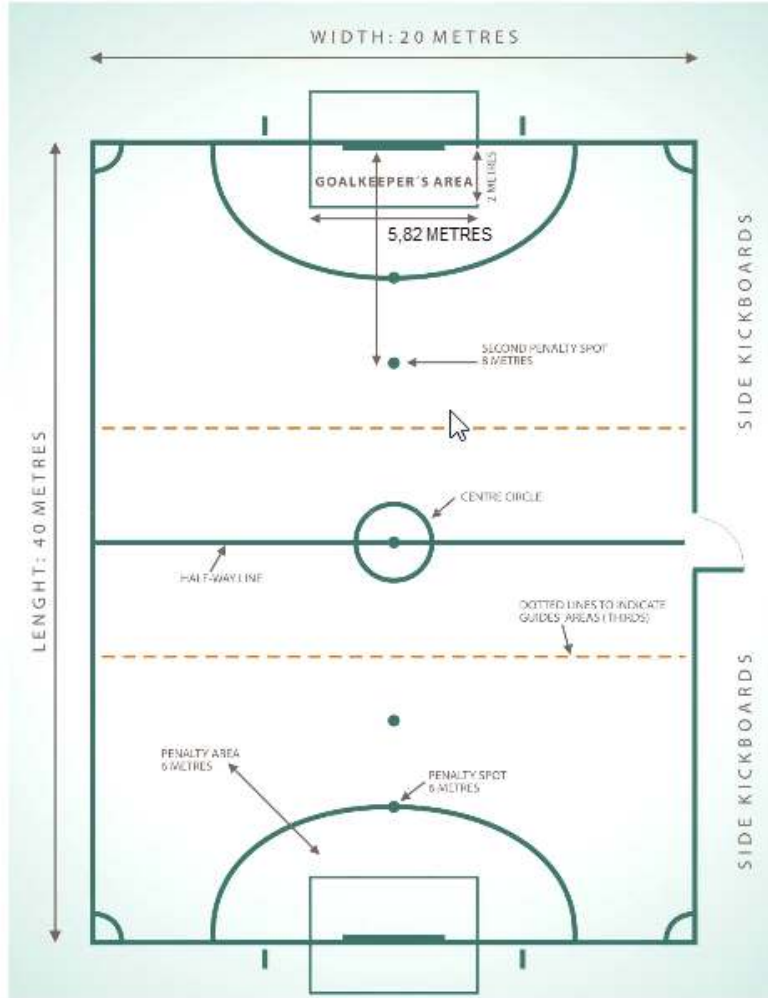 WIDTH: 20 METRES
GOALKEEPER´S AREA
2 METRES
5,82 METRES
SIDE KICKBOARDS
SECOND PENALTY SPOT
8 METRES
LENGHT: 40 METRES
CENTRE CIRCLE
HALF-WAY LINE
DOTTED LINES TO INDICATE
GUIDES´ AREAS (THIRDS)
SIDE KICKBOARDS
PENALTY AREA
6 METRES
PENALTY SPOT
6 METRES